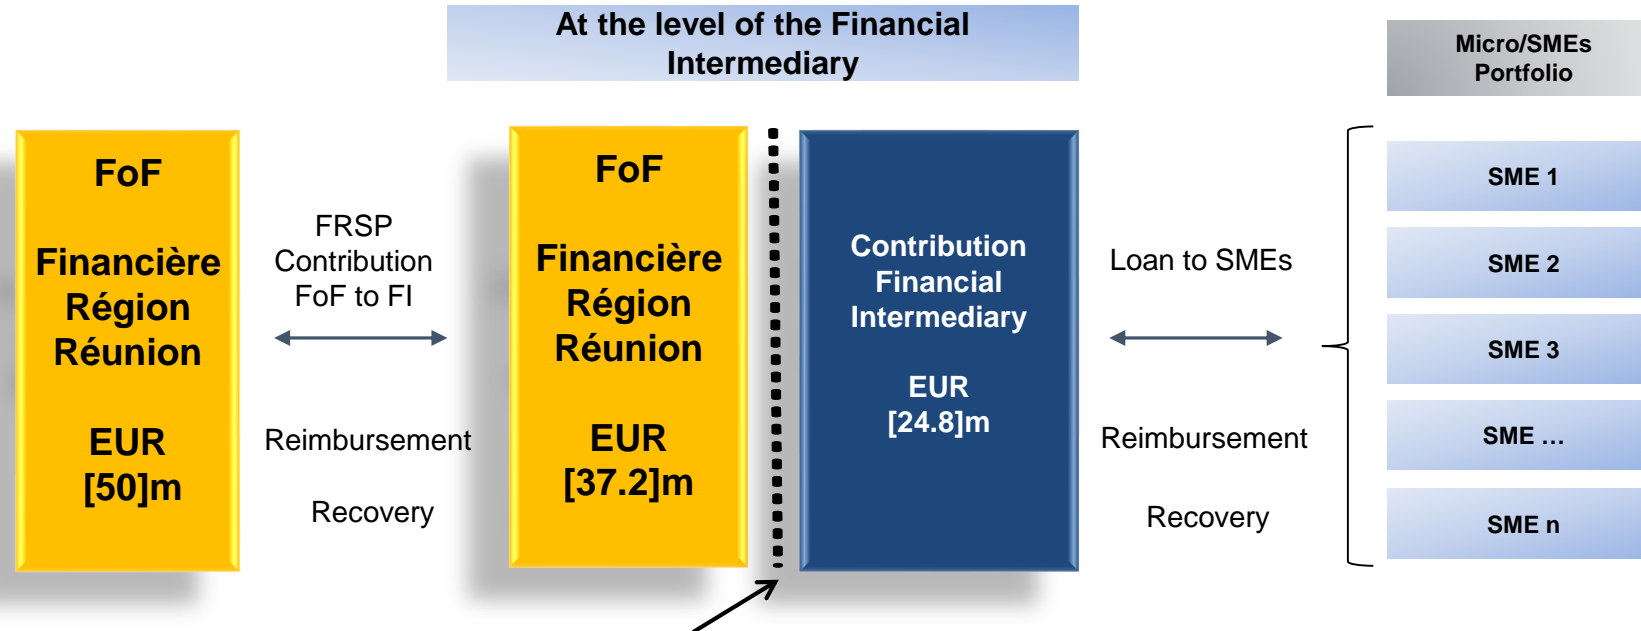 At the level of the Financial
Intermediary
Micro/SMEs
Portfolio
FoF
Financière
Région
Réunion
EUR
[50]m
FRSP
Contribution
FoF to FI
Reimbursement
Recovery
FoF
Financière
Région
Réunion
EUR
[37.2]m
Contribution
Financial
Intermediary
EUR
[24.8]m
Loan to SMEs
Reimbursement
Recovery
SME 1
SME 2
SME 3
SME …
SME n